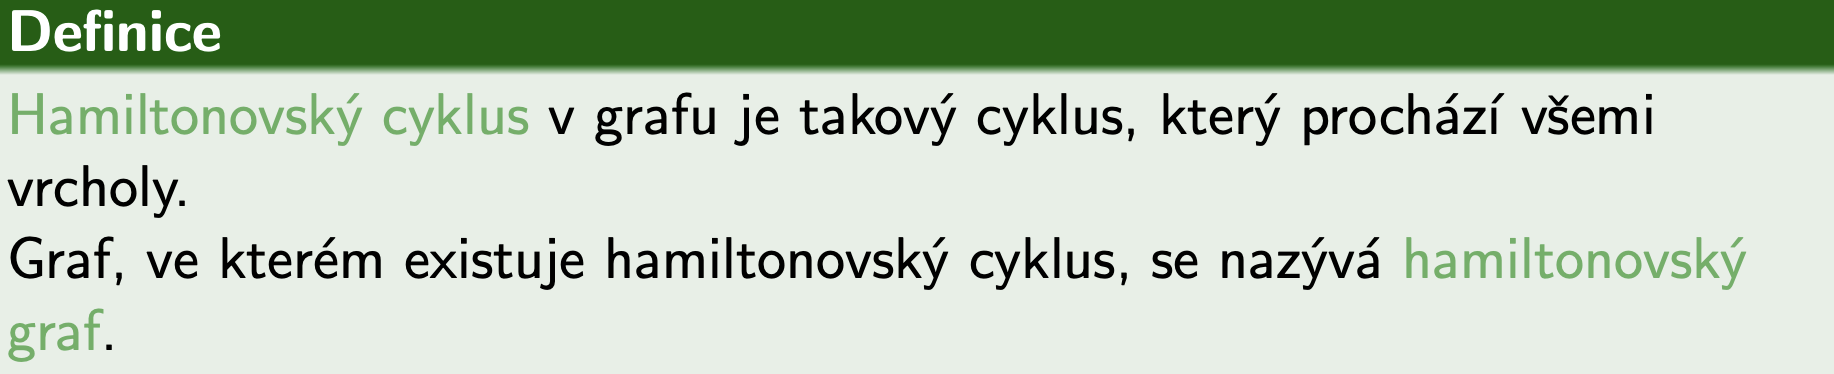 Definice
Hamiltonovský cyklus v grafu je takový cyklus, který prochází všemi
vrcholy.
Graf, ve kterém existuje hamiltonovský cyklus, se nazývá hamiltonovský
graf.